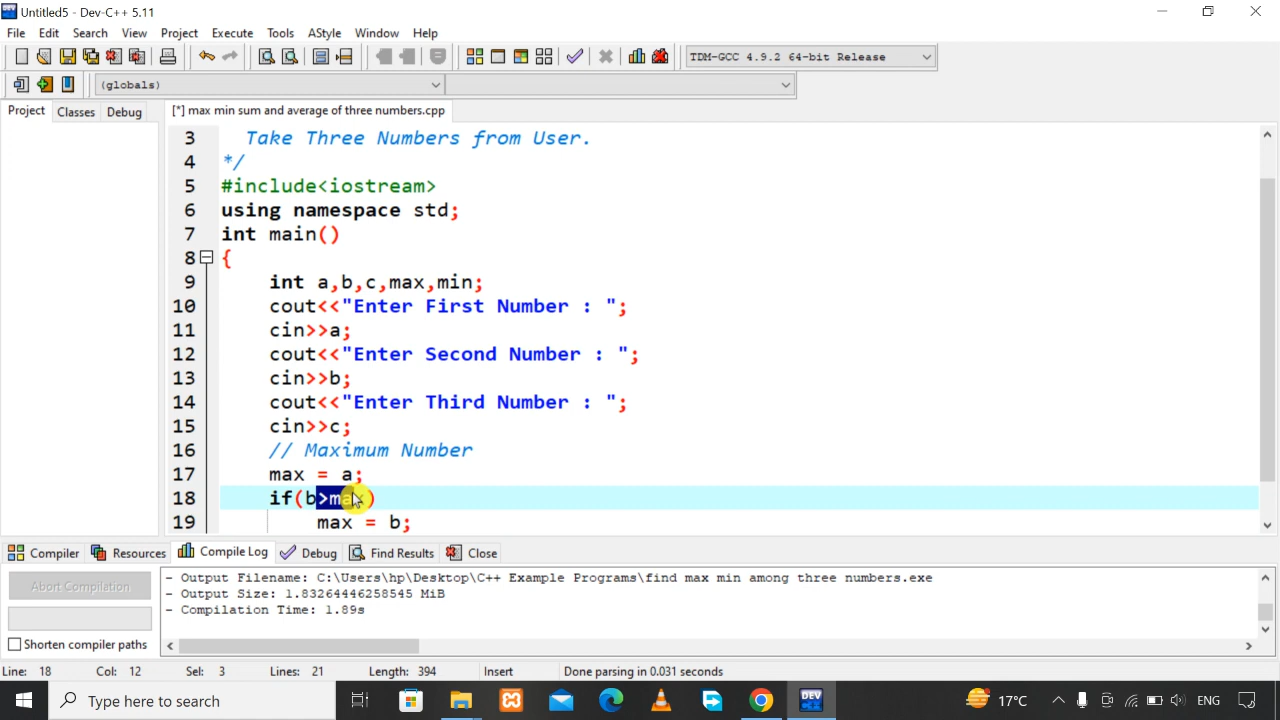 Untitled5 - Dev-C++ 5.11
File Edit Search View Project Execute Tools AStyle Window Help
TDM-GCC 4.9.2 64-bit Release
(globals)
Project Classes Debug
[*] max min sum and average of three numbers.cpp
3 Take Three Numbers from User.
4 */
5 #include<iostream>
6 using namespace std;
7 int main()
8 {
9 int a,b,c,max,min;
10 cout<<"Enter First Number : ";
11 cin>>a;
12 cout<<"Enter Second Number : ";
13 cin>>b;
14 cout<<"Enter Third Number : ";
15 cin>>c;
16 // Maximum Number
17 max = a;
18 if(b>max)
19 max = b;
Compiler Resources Compile Log Debug Find Results Close
Abort Compilation
Shorten compiler paths
- Output Filename: C:\Users\hp\Desktop\C++ Example Programs\find max min among three numbers.exe
- Output Size: 1.83264446258545 MiB
- Compilation Time: 1.89s
Line: 18 Col: 12 Sel: 3 Lines: 21 Length: 394 Insert Done parsing in 0.031 seconds
Type here to search
17°C ENG